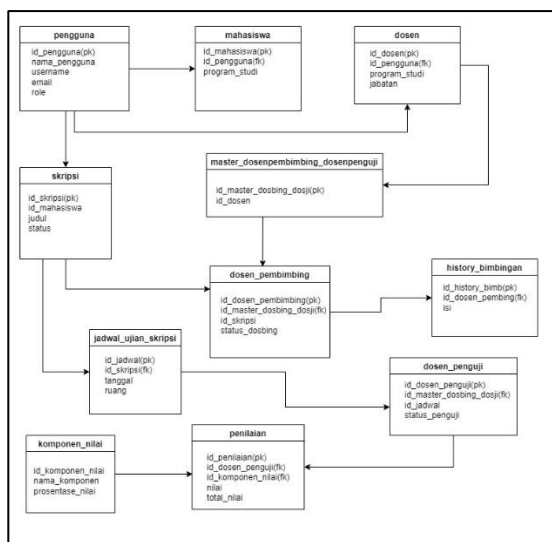 pengguna
id_pengguna(pk)
nama_pengguna
username
email
role
mahasiswa
id_mahasiswa(pk)
id_pengguna(fk)
program_studi
dosen
id_dosen(pk)
id_pengguna(fk)
program_studi
jabatan
skripsi
id_skripsi(pk)
id_mahasiswa
judul
status
master_dosenpembimbing_dosenpenguji
id_master_dosbing_dosji(pk)
id_dosen
dosen_pembimbing
id_dosen_pembimbing(pk)
id_master_dosbing_dosji(fk)
id_skripsi
status_dosbing
history_bimbingan
id_history_bimb(pk)
id_dosen_pembing(fk)
isi
jadwal_ujian_skripsi
id_jadwal(pk)
id_skripsi(fk)
tanggal
ruang
dosen_penguji
id_dosen_penguji(pk)
id_master_dosbing_dosji(fk)
id_jadwal
status_penguji
komponen_nilai
id_komponen_nilai
nama_komponen
prosentase_nilai
penilaian
id_penilaian(pk)
id_dosen_penguji(fk)
id_komponen_nilai(fk)
nilai
total_nilai